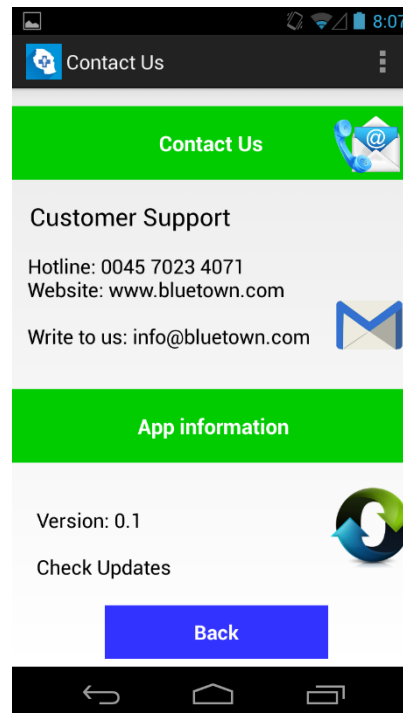 8:07
Contact Us
Contact Us
@
Customer Support
Hotline: 0045 7023 4071
Website: www.bluetown.com
Write to us: info@bluetown.com
App information
Version: 0.1
Check Updates
Back